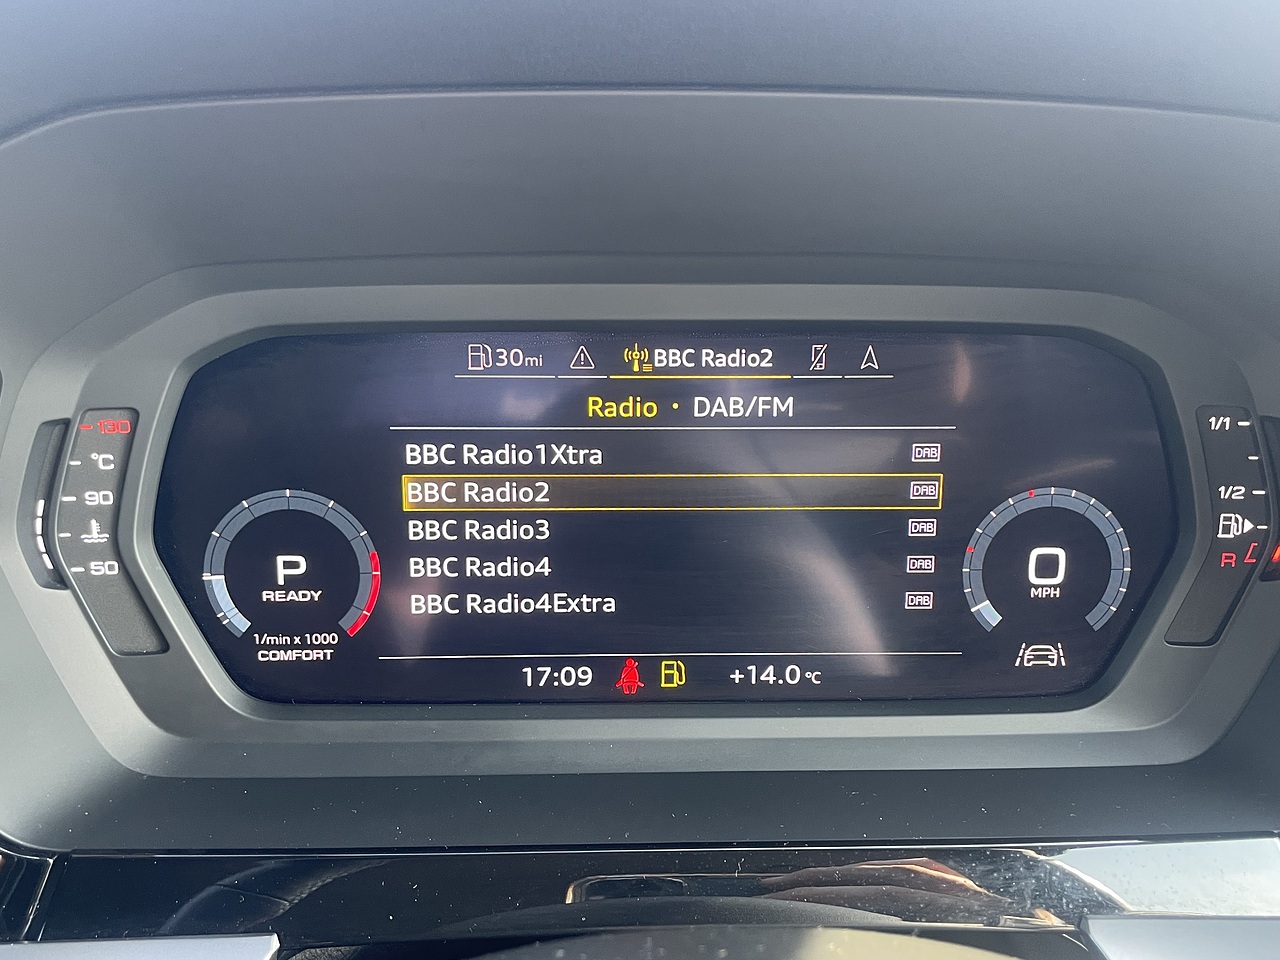 30mi
BBC Radio2
Radio • DAB/FM
BBC Radio1Xtra DAB
BBC Radio2 DAB
BBC Radio3 DAB
BBC Radio4 DAB
BBC Radio4Extra DAB
17:09
+14.0 °C
130
°C
90
50
P
READY
1/min x 1000
COMFORT
0
MPH
1/1
1/2
R